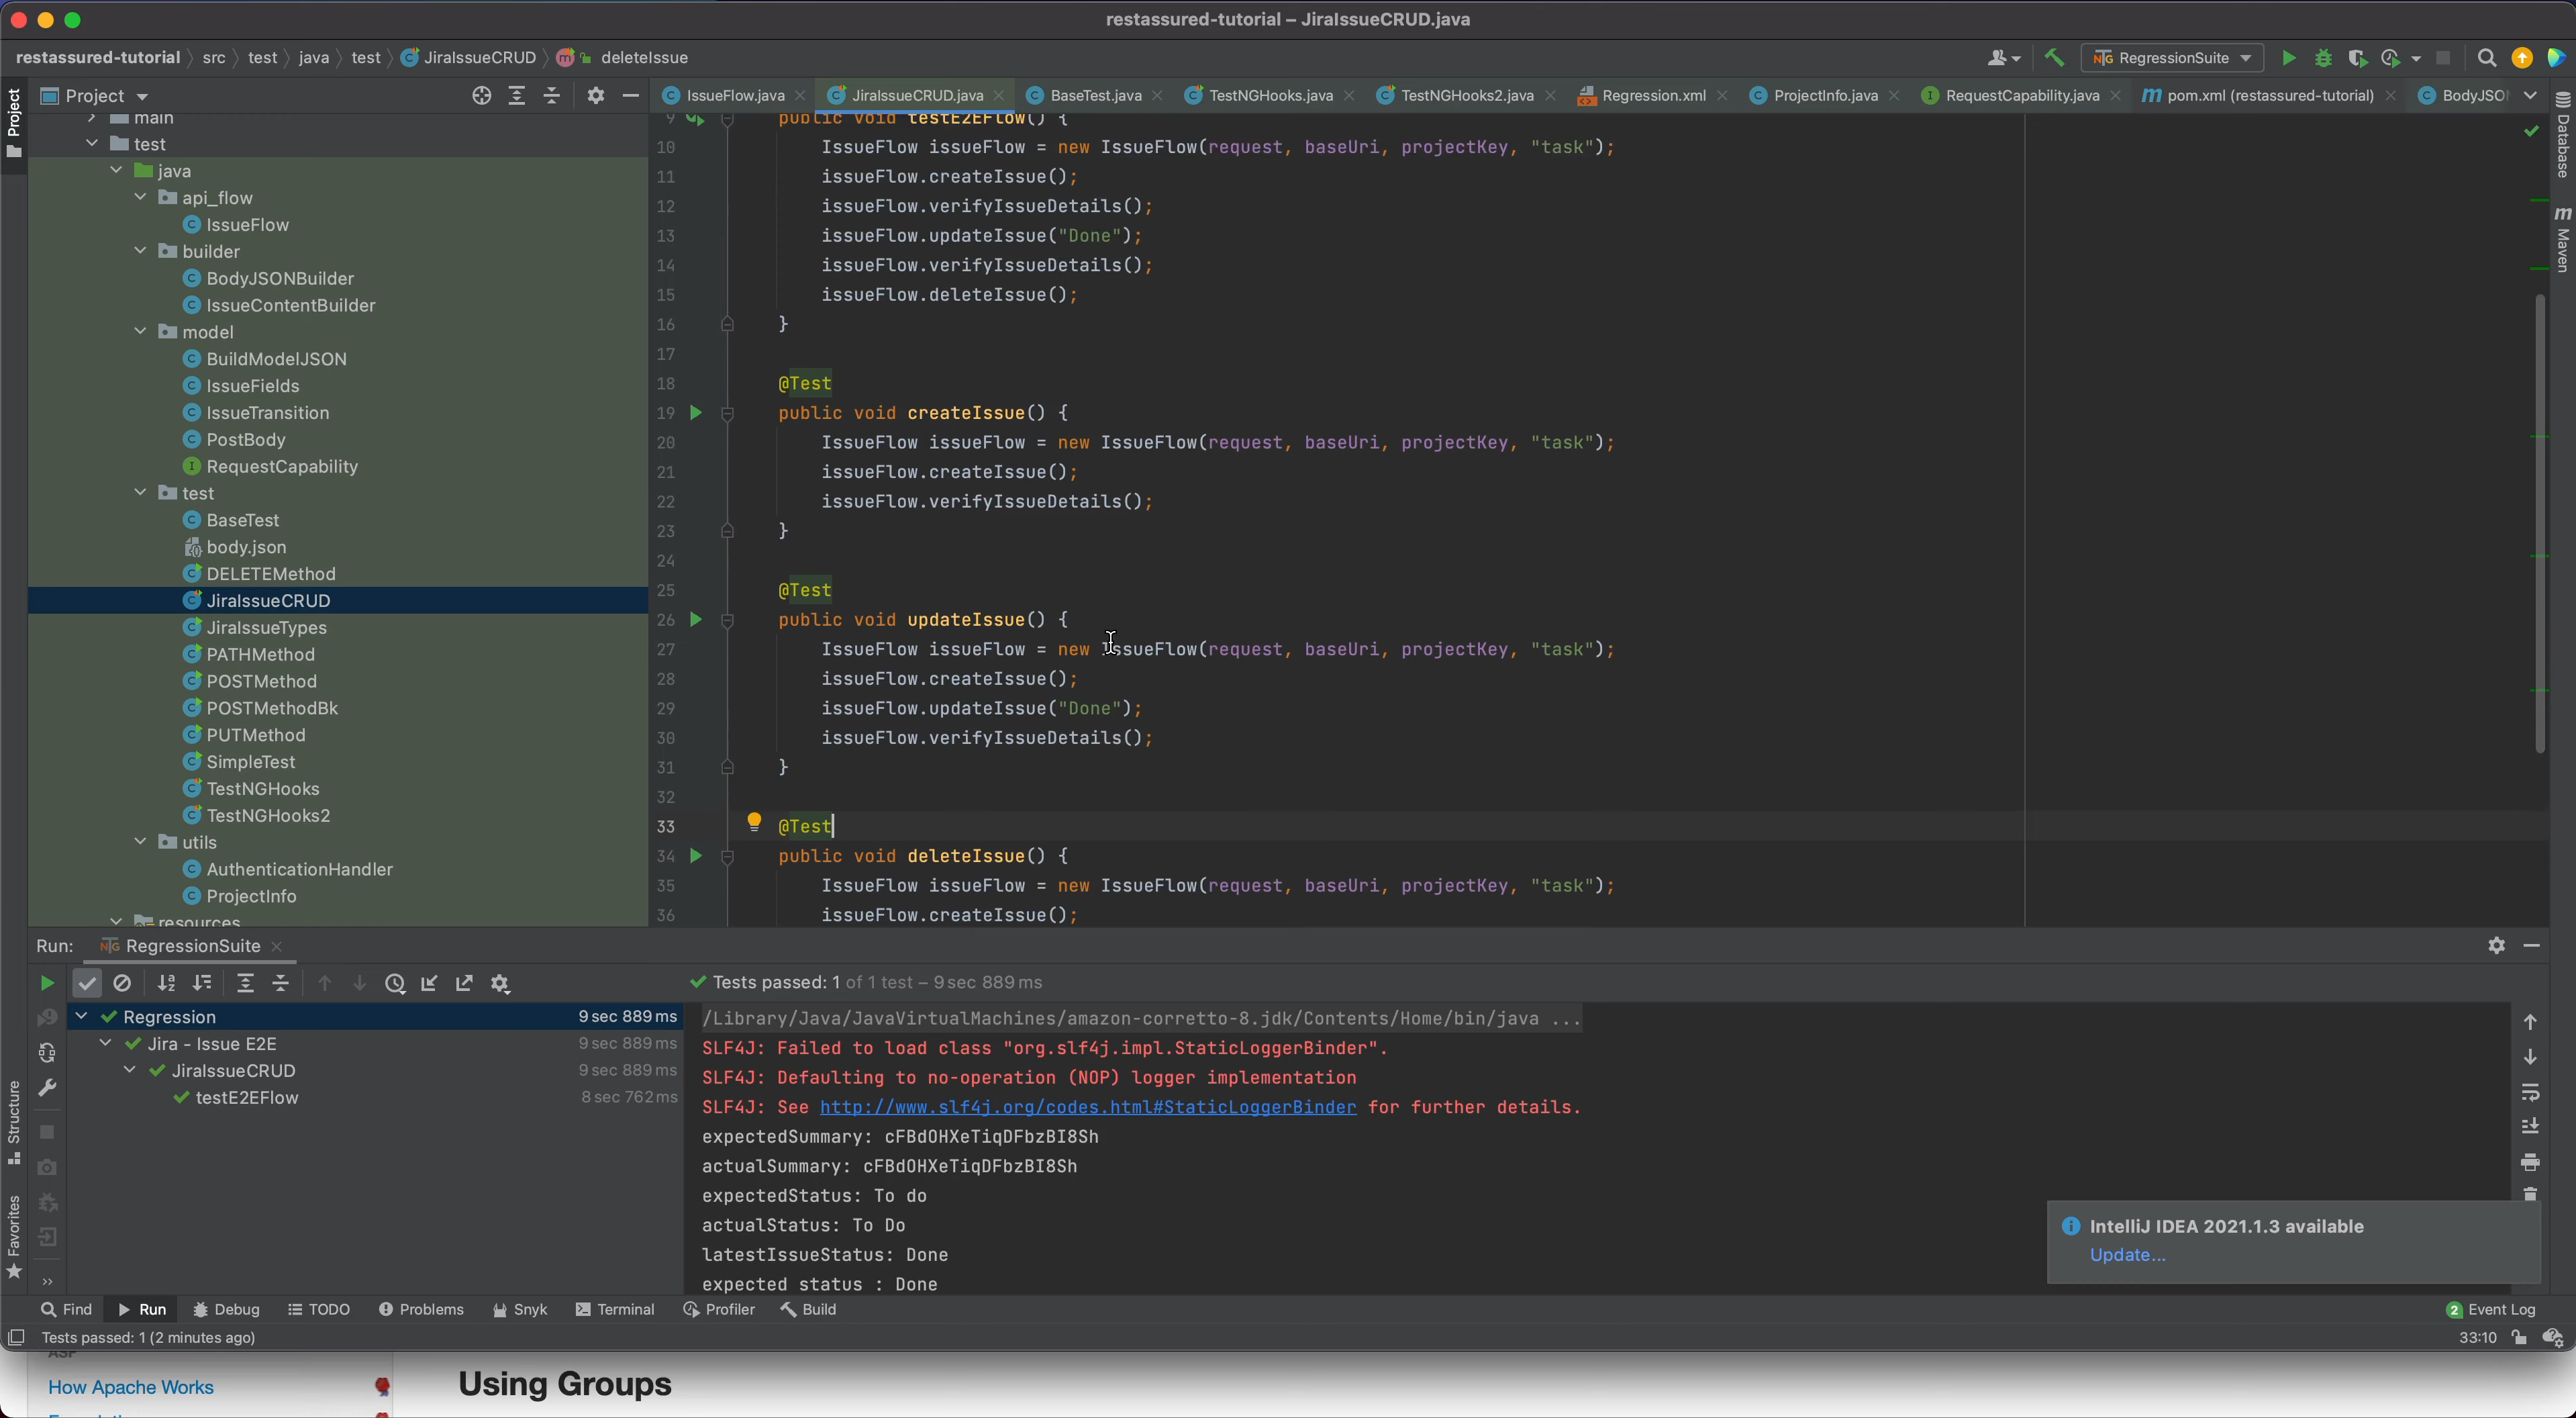 restassured-tutorial – JiraIssueCRUD.java
restassured-tutorial src test java test JiraIssueCRUD m deleteIssue
NG RegressionSuite
Project
IssueFlow.java JiraIssueCRUD.java BaseTest.java TestNGHooks.java TestNGHooks2.java Regression.xml ProjectInfo.java RequestCapability.java pom.xml (restassured-tutorial) BodyJSO
Project
Database
Maven
main
test
java
api_flow
IssueFlow
builder
BodyJSONBuilder
IssueContentBuilder
model
BuildModelJSON
IssueFields
IssueTransition
PostBody
RequestCapability
test
BaseTest
body.json
DELETEMethod
JiraIssueCRUD
JiraIssueTypes
PATHMethod
POSTMethod
POSTMethodBk
PUTMethod
SimpleTest
TestNGHooks
TestNGHooks2
utils
AuthenticationHandler
ProjectInfo
resources
9 public void testE2EFlow() {
10 IssueFlow issueFlow = new IssueFlow(request, baseUri, projectKey, "task");
11 issueFlow.createIssue();
12 issueFlow.verifyIssueDetails();
13 issueFlow.updateIssue("Done");
14 issueFlow.verifyIssueDetails();
15 issueFlow.deleteIssue();
16 }
17
18 @Test
19 public void createIssue() {
20 IssueFlow issueFlow = new IssueFlow(request, baseUri, projectKey, "task");
21 issueFlow.createIssue();
22 issueFlow.verifyIssueDetails();
23 }
24
25 @Test
26 public void updateIssue() {
27 IssueFlow issueFlow = new IssueFlow(request, baseUri, projectKey, "task");
28 issueFlow.createIssue();
29 issueFlow.updateIssue("Done");
30 issueFlow.verifyIssueDetails();
31 }
32
33 @Test
34 public void deleteIssue() {
35 IssueFlow issueFlow = new IssueFlow(request, baseUri, projectKey, "task");
36 issueFlow.createIssue();
Run: NG RegressionSuite
Tests passed: 1 of 1 test – 9 sec 889 ms
Regression 9 sec 889 ms
Jira - Issue E2E 9 sec 889 ms
JiraIssueCRUD 9 sec 889 ms
testE2EFlow 8 sec 762 ms
/Library/Java/JavaVirtualMachines/amazon-corretto-8.jdk/Contents/Home/bin/java ...
SLF4J: Failed to load class "org.slf4j.impl.StaticLoggerBinder".
SLF4J: Defaulting to no-operation (NOP) logger implementation
SLF4J: See http://www.slf4j.org/codes.html#StaticLoggerBinder for further details.
expectedSummary: cFBdOHXeTiqDFbzBI8Sh
actualSummary: cFBdOHXeTiqDFbzBI8Sh
expectedStatus: To do
actualStatus: To Do
latestIssueStatus: Done
expected status : Done
Structure
Favorites
IntelliJ IDEA 2021.1.3 available
Update...
Find Run Debug TODO Problems Snyk Terminal Profiler Build 2 Event Log
Tests passed: 1 (2 minutes ago) 33:10
ASF
How Apache Works
Using Groups